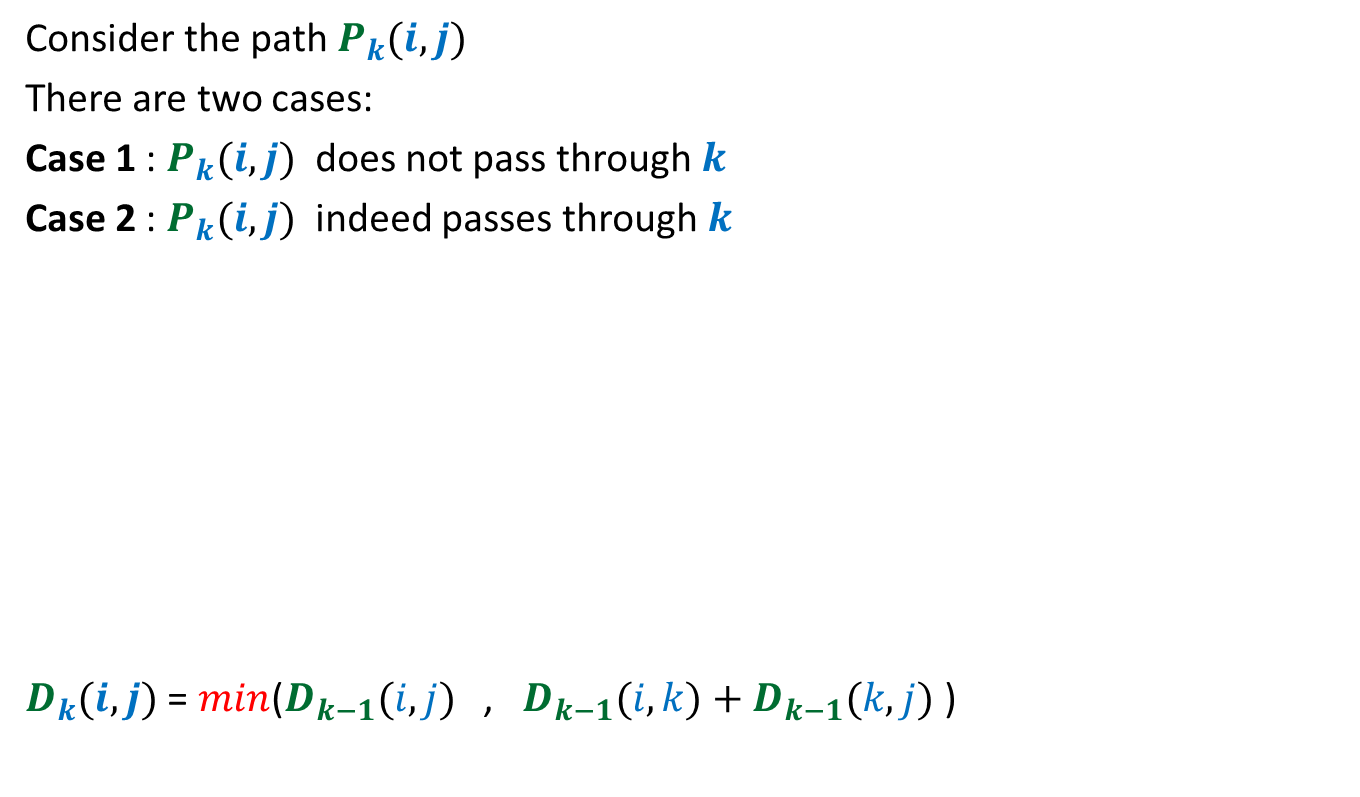 Consider the path P_k(i,j)
There are two cases:
Case 1 : P_k(i,j) does not pass through k
Case 2 : P_k(i,j) indeed passes through k
D_k(i,j) = min(D_{k−1}(i,j) , D_{k−1}(i,k) + D_{k−1}(k,j) )